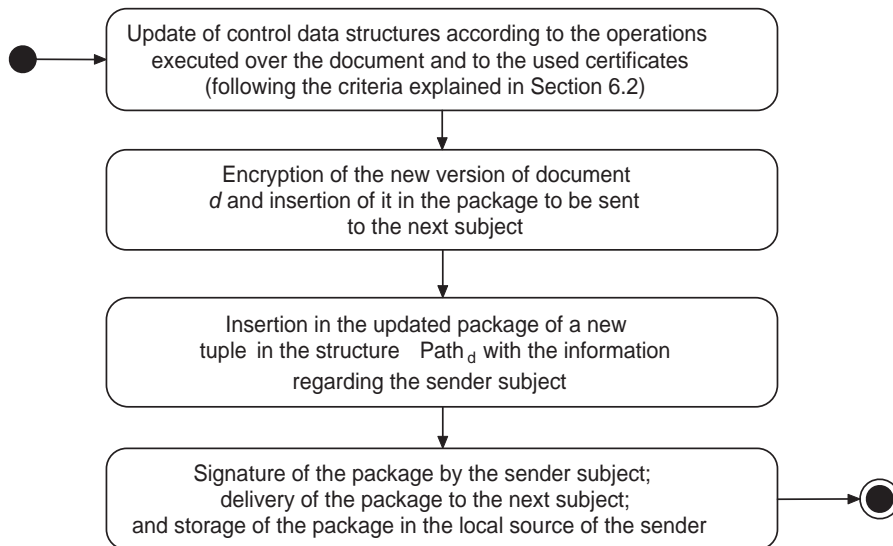 Update of control data structures according to the operations
executed over the document and to the used certificates
(following the criteria explained in Section 6.2)
Encryption of the new version of document
d and insertion of it in the package to be sent
to the next subject
Insertion in the updated package of a new
tuple in the structure Path_d with the information
regarding the sender subject
Signature of the package by the sender subject;
delivery of the package to the next subject;
and storage of the package in the local source of the sender